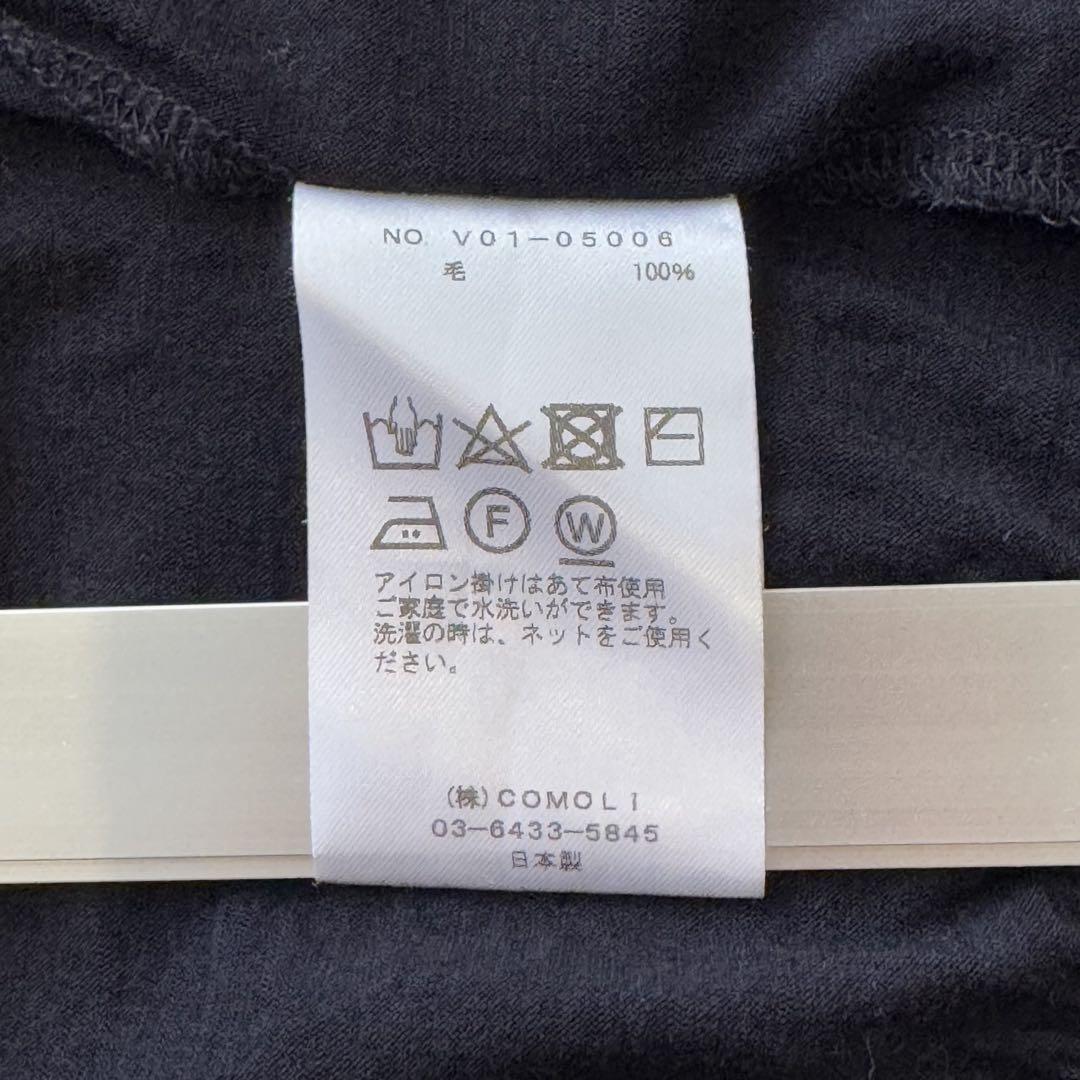 NO. V01-05006
毛 100%
F W
アイロン掛けはあて布使用
ご家庭で水洗いができます。
洗濯の時は、ネットをご使用く
ださい。
(株)COMOLI
03-6433-5845
日本製